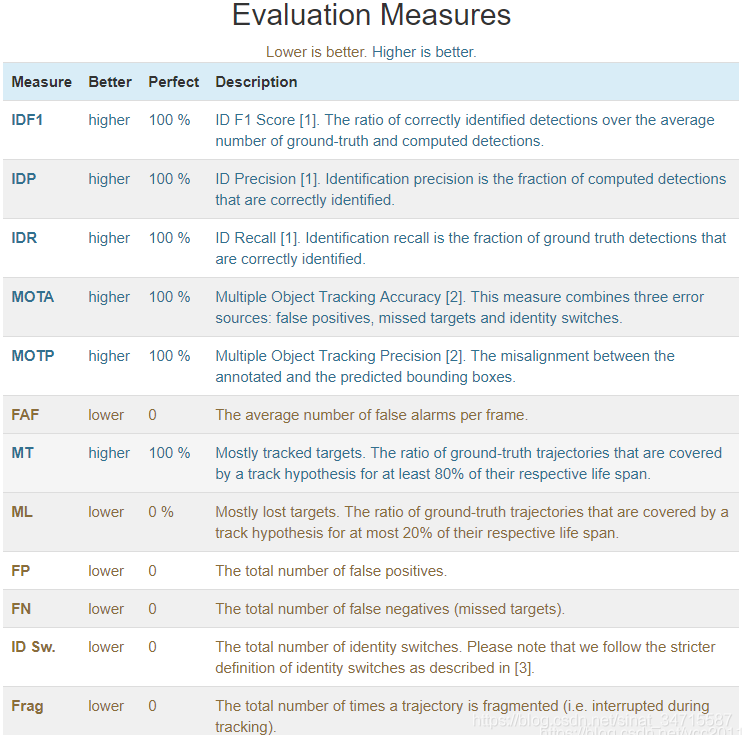 Evaluation Measures
Lower is better. Higher is better.
Measure Better Perfect Description
IDF1 higher 100 % ID F1 Score [1]. The ratio of correctly identified detections over the average
number of ground-truth and computed detections.
IDP higher 100 % ID Precision [1]. Identification precision is the fraction of computed detections
that are correctly identified.
IDR higher 100 % ID Recall [1]. Identification recall is the fraction of ground truth detections that
are correctly identified.
MOTA higher 100 % Multiple Object Tracking Accuracy [2]. This measure combines three error
sources: false positives, missed targets and identity switches.
MOTP higher 100 % Multiple Object Tracking Precision [2]. The misalignment between the
annotated and the predicted bounding boxes.
FAF lower 0 The average number of false alarms per frame.
MT higher 100 % Mostly tracked targets. The ratio of ground-truth trajectories that are covered
by a track hypothesis for at least 80% of their respective life span.
ML lower 0 % Mostly lost targets. The ratio of ground-truth trajectories that are covered by a
track hypothesis for at most 20% of their respective life span.
FP lower 0 The total number of false positives.
FN lower 0 The total number of false negatives (missed targets).
ID Sw. lower 0 The total number of identity switches. Please note that we follow the stricter
definition of identity switches as described in [3].
Frag lower 0 The total number of times a trajectory is fragmented (i.e. interrupted during
tracking).
https://blog.csdn.net/sinat_34715587